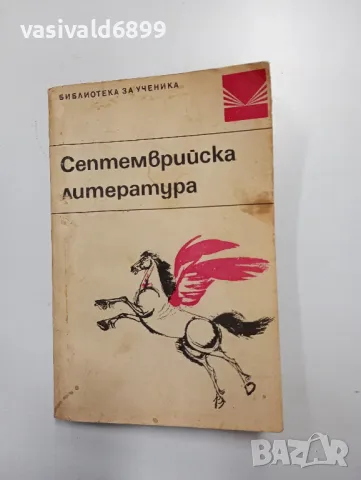 vasivald6899
БИБЛИОТЕКА ЗА УЧЕНИКА
Септемврийска
литература
BAZAR
bg